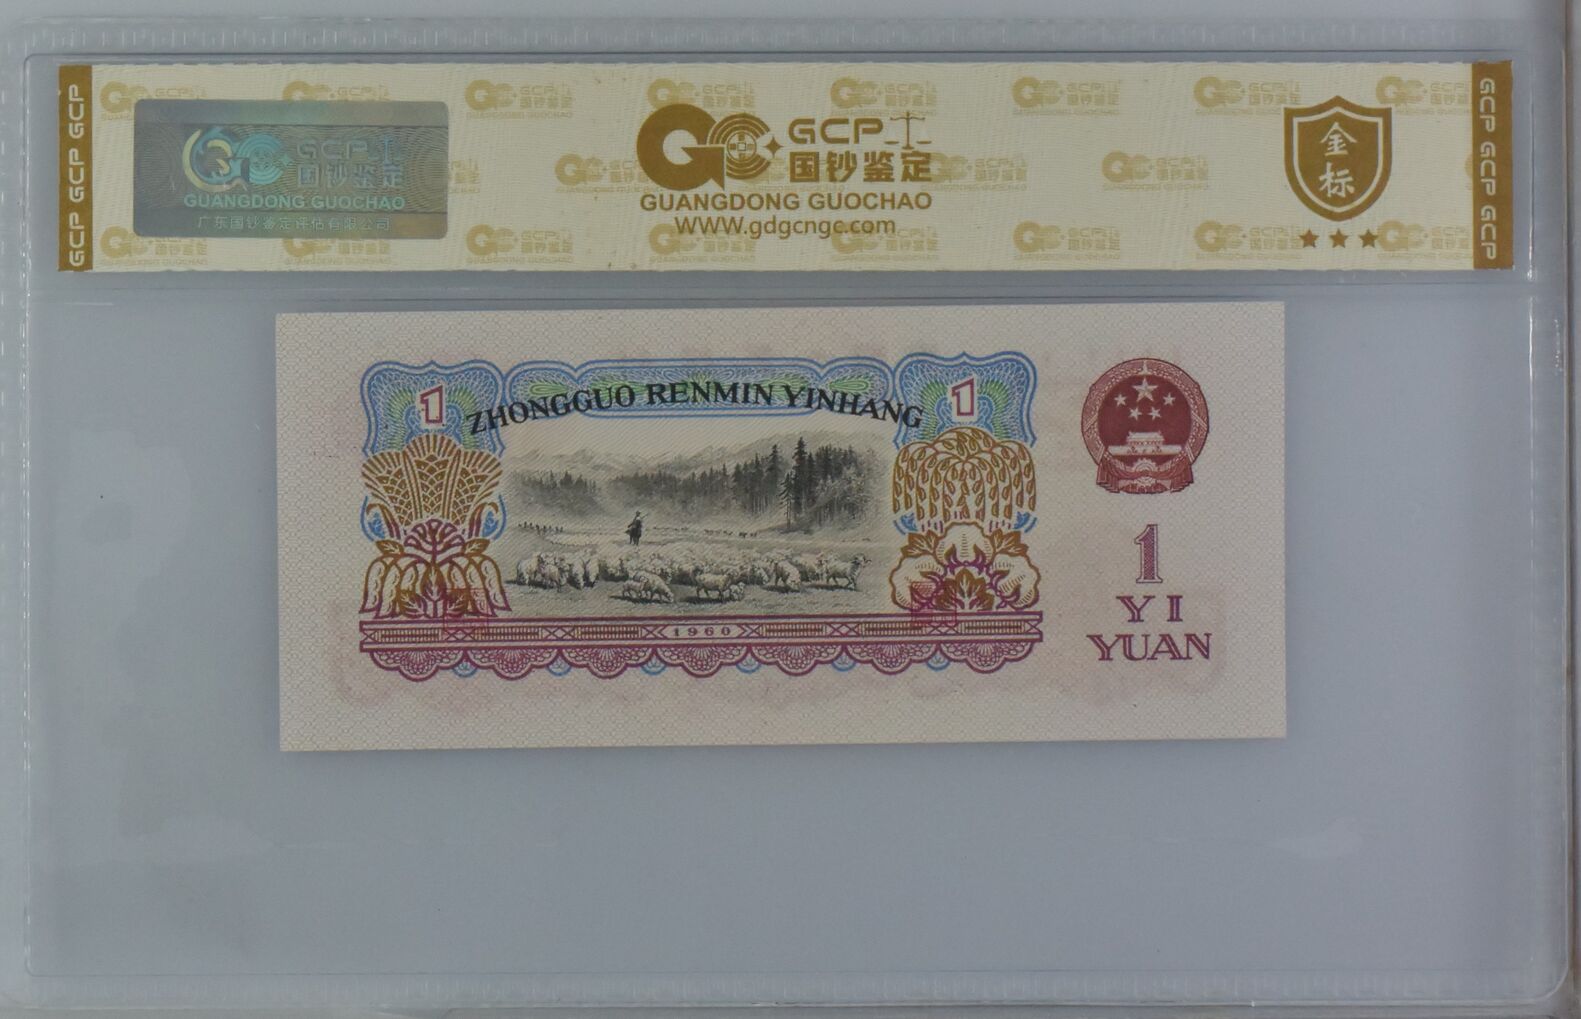 GCP GCP GCP
GCP
国钞鉴定
GUANGDONG GUOCHAO
广东国钞鉴定评估有限公司
GCP
国钞鉴定
GUANGDONG GUOCHAO
WWW.gdgcngc.com
金标
GCP GCP GCP
1
ZHONGGUO RENMIN YINHANG
1
1960
1
YI
YUAN